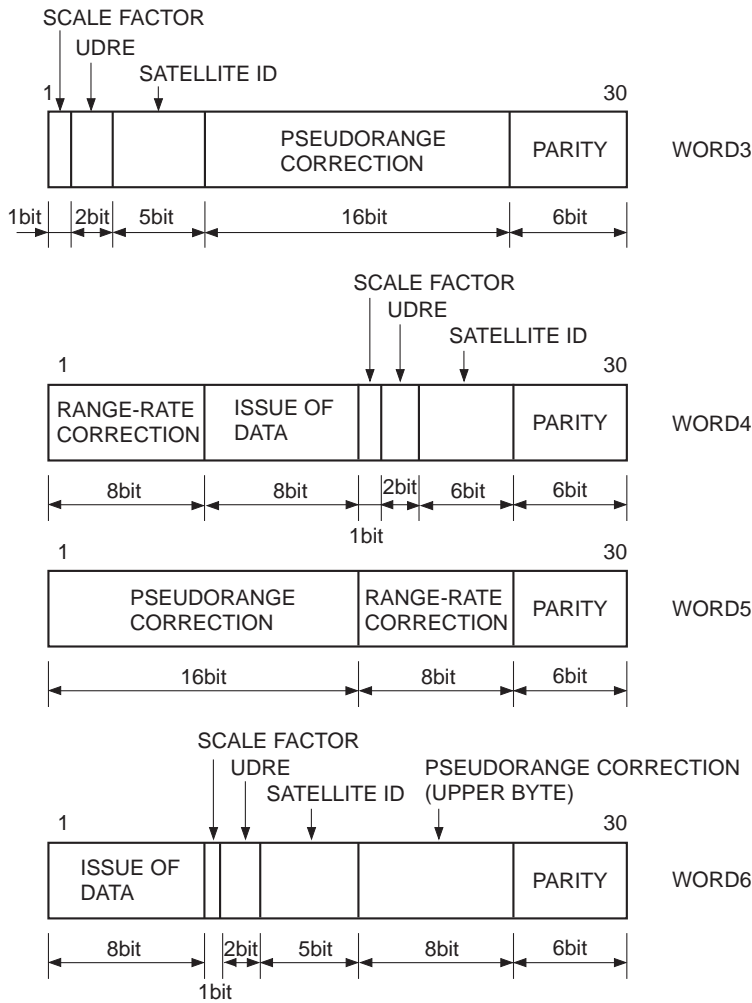 SCALE FACTOR
UDRE
SATELLITE ID
1
30
PSEUDORANGE
CORRECTION
PARITY
WORD3
1bit
2bit
5bit
16bit
6bit
SCALE FACTOR
UDRE
SATELLITE ID
1
30
RANGE-RATE
CORRECTION
ISSUE OF
DATA
PARITY
WORD4
8bit
8bit
2bit
6bit
6bit
1bit
1
30
PSEUDORANGE
CORRECTION
RANGE-RATE
CORRECTION
PARITY
WORD5
16bit
8bit
6bit
SCALE FACTOR
UDRE
SATELLITE ID
PSEUDORANGE CORRECTION
(UPPER BYTE)
1
30
ISSUE OF
DATA
PARITY
WORD6
8bit
2bit
5bit
8bit
6bit
1bit